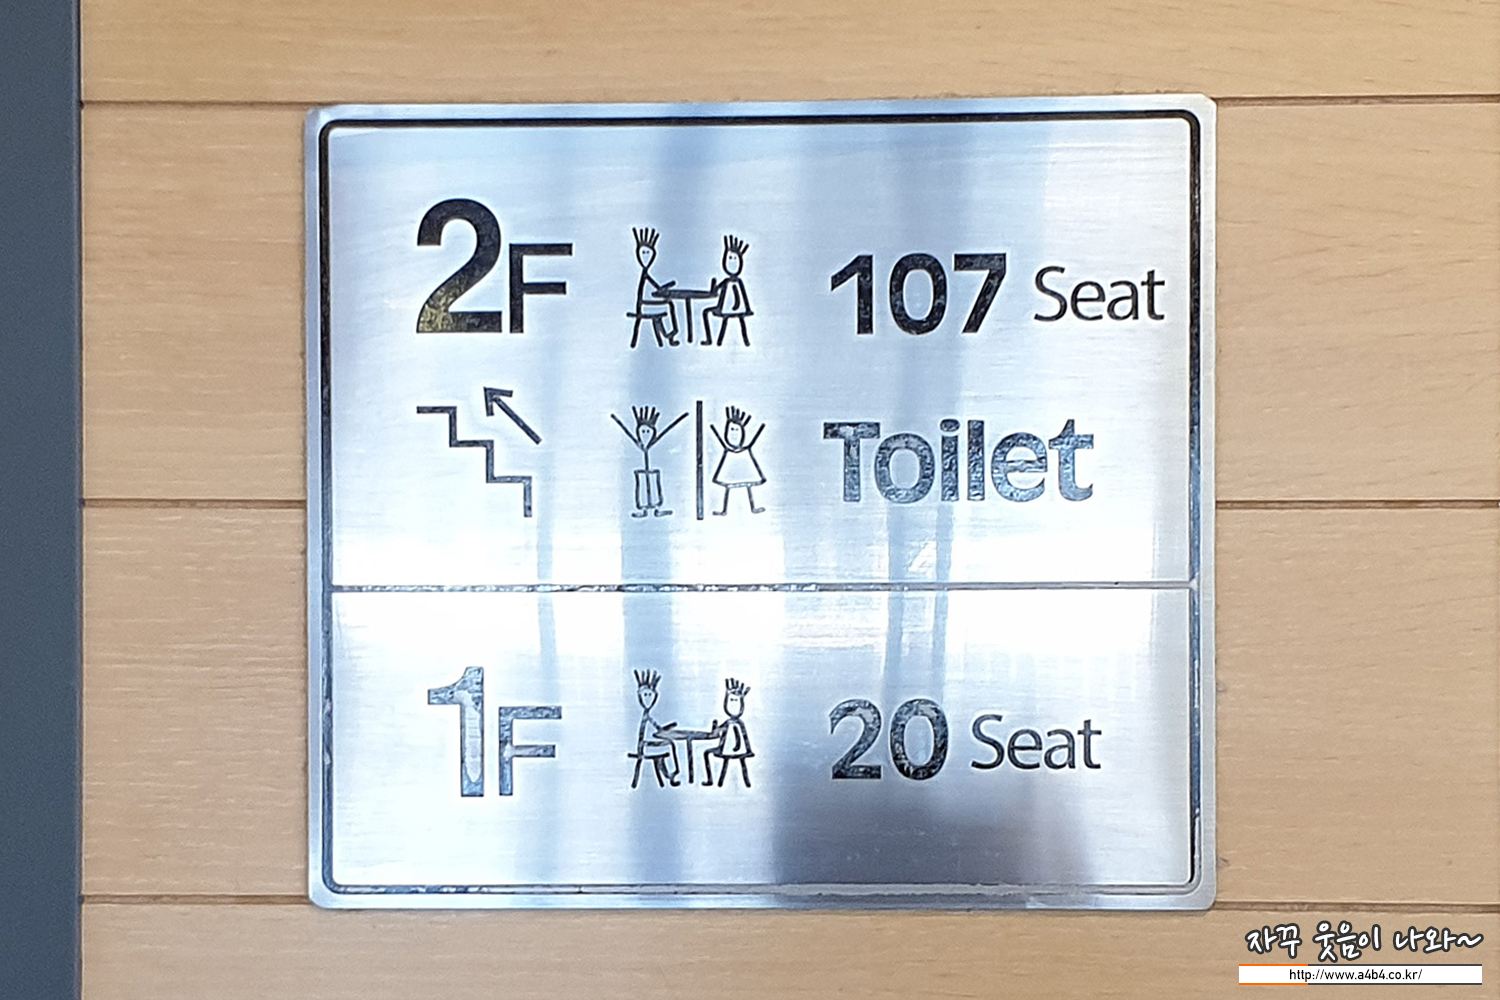 2F 107 Seat
Toilet
1F 20 Seat
자꾸 웃음이 나와~
http://www.a4b4.co.kr/